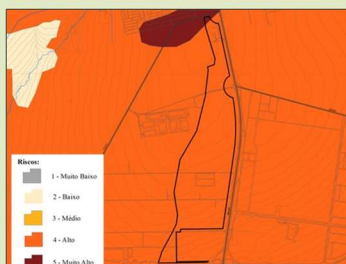 Riscos:
1 - Muito Baixo
2 - Baixo
3 - Médio
4 - Alto
5 - Muito Alto